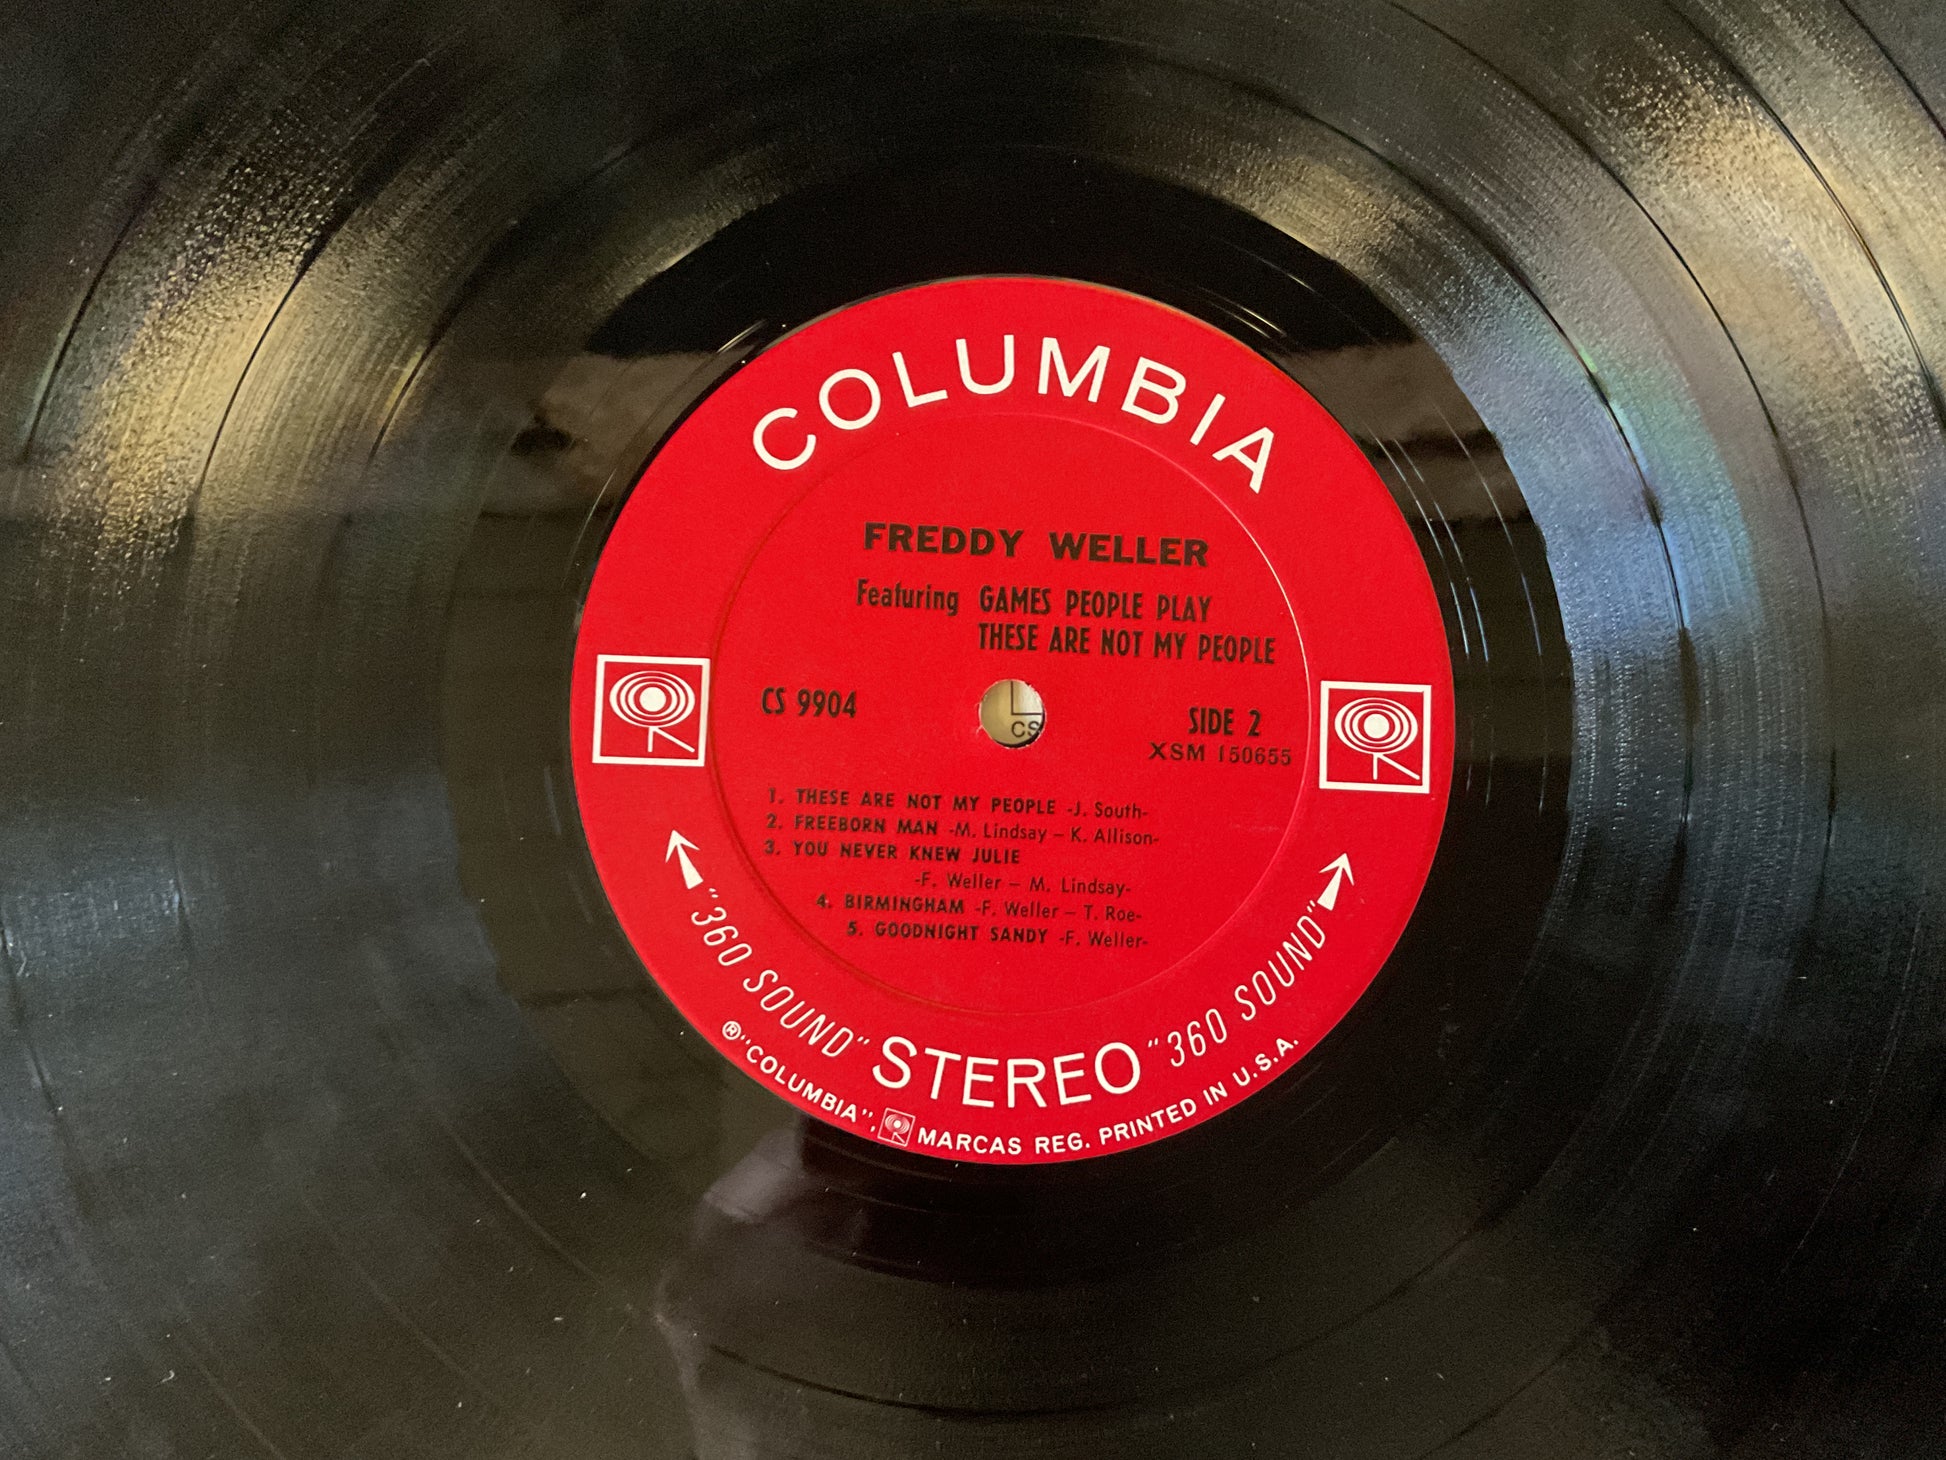 COLUMBIA
FREDDY WELLER
Featuring GAMES PEOPLE PLAY
THESE ARE NOT MY PEOPLE
CS 9904
CS
SIDE 2
XSM 150655
1. THESE ARE NOT MY PEOPLE -J. South-
2. FREEBORN MAN -M. Lindsay – K. Allison-
3. YOU NEVER KNEW JULIE
-F. Weller – M. Lindsay-
4. BIRMINGHAM -F. Weller – T. Roe-
5. GOODNIGHT SANDY -F. Weller-
"360 SOUND" STEREO "360 SOUND"
®"COLUMBIA", MARCAS REG. PRINTED IN U.S.A.